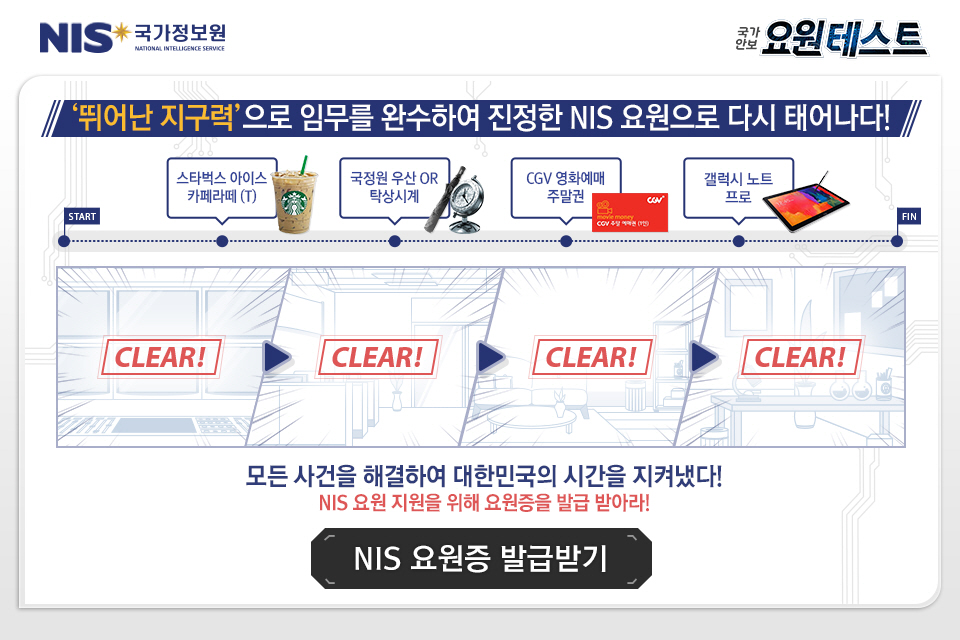 NIS 국가정보원
NATIONAL INTELLIGENCE SERVICE
국가
안보 요원테스트
‘뛰어난 지구력’으로 임무를 완수하여 진정한 NIS 요원으로 다시 태어나다!
스타벅스 아이스
카페라떼 (T)
국정원 우산 OR
탁상시계
CGV 영화예매
주말권
갤럭시 노트
프로
CGV
movie money
CGV 주말 예매권 (1인)
START
FIN
CLEAR!
CLEAR!
CLEAR!
CLEAR!
모든 사건을 해결하여 대한민국의 시간을 지켜냈다!
NIS 요원 지원을 위해 요원증을 발급 받아라!
NIS 요원증 발급받기